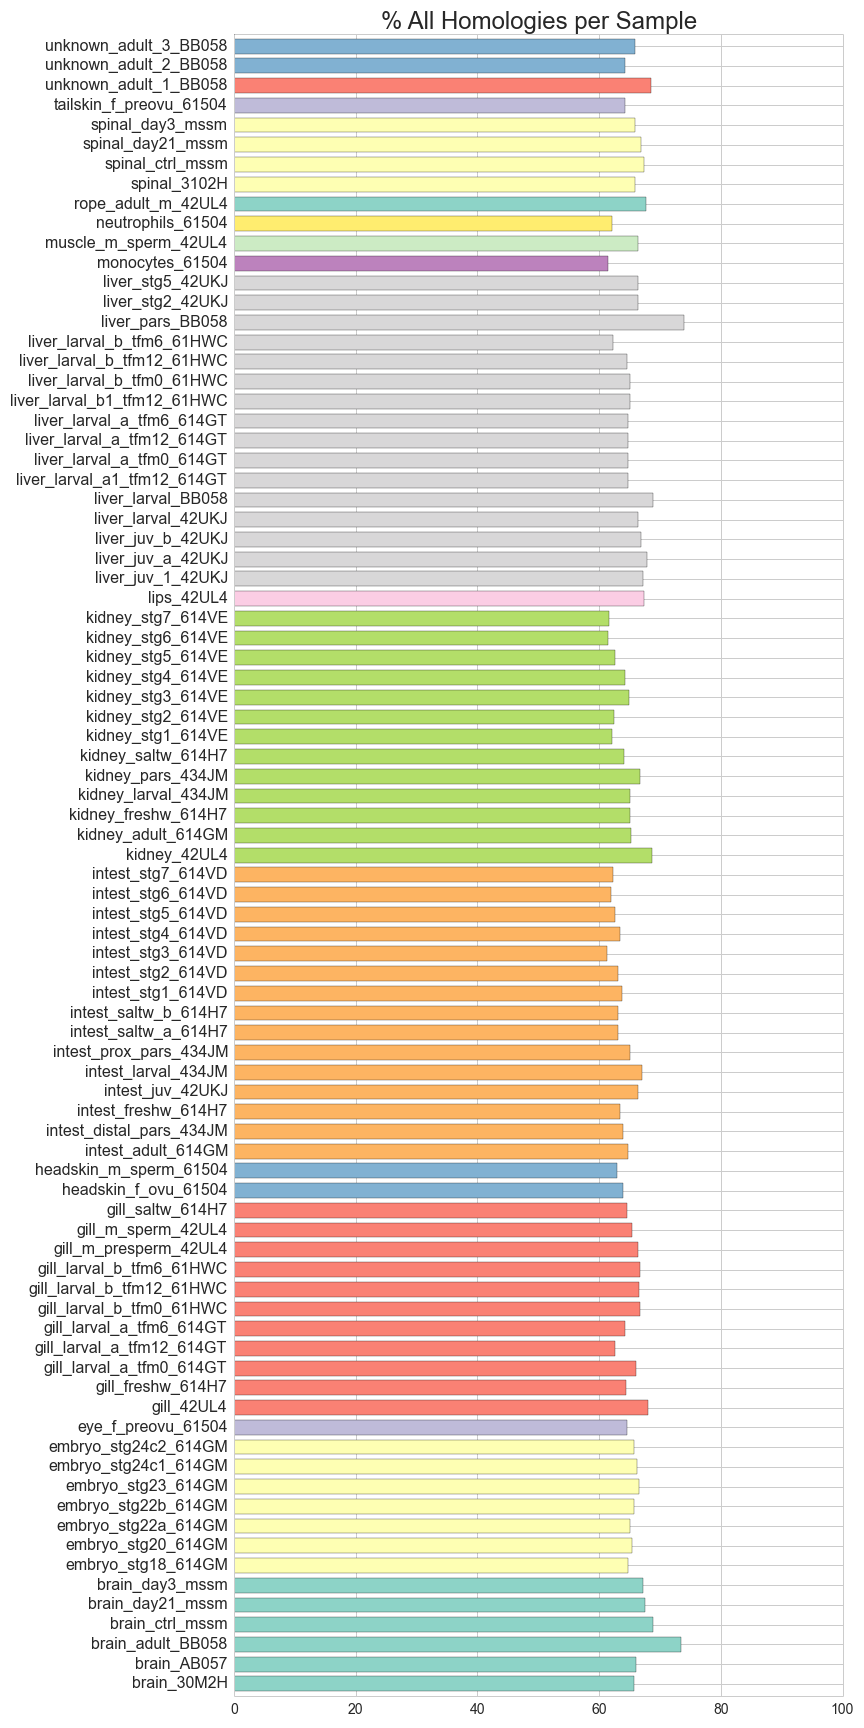 % All Homologies per Sample
unknown_adult_3_BB058
unknown_adult_2_BB058
unknown_adult_1_BB058
tailskin_f_preovu_61504
spinal_day3_mssm
spinal_day21_mssm
spinal_ctrl_mssm
spinal_3102H
rope_adult_m_42UL4
neutrophils_61504
muscle_m_sperm_42UL4
monocytes_61504
liver_stg5_42UKJ
liver_stg2_42UKJ
liver_pars_BB058
liver_larval_b_tfm6_61HWC
liver_larval_b_tfm12_61HWC
liver_larval_b_tfm0_61HWC
liver_larval_b1_tfm12_61HWC
liver_larval_a_tfm6_614GT
liver_larval_a_tfm12_614GT
liver_larval_a_tfm0_614GT
liver_larval_a1_tfm12_614GT
liver_larval_BB058
liver_larval_42UKJ
liver_juv_b_42UKJ
liver_juv_a_42UKJ
liver_juv_1_42UKJ
lips_42UL4
kidney_stg7_614VE
kidney_stg6_614VE
kidney_stg5_614VE
kidney_stg4_614VE
kidney_stg3_614VE
kidney_stg2_614VE
kidney_stg1_614VE
kidney_saltw_614H7
kidney_pars_434JM
kidney_larval_434JM
kidney_freshw_614H7
kidney_adult_614GM
kidney_42UL4
intest_stg7_614VD
intest_stg6_614VD
intest_stg5_614VD
intest_stg4_614VD
intest_stg3_614VD
intest_stg2_614VD
intest_stg1_614VD
intest_saltw_b_614H7
intest_saltw_a_614H7
intest_prox_pars_434JM
intest_larval_434JM
intest_juv_42UKJ
intest_freshw_614H7
intest_distal_pars_434JM
intest_adult_614GM
headskin_m_sperm_61504
headskin_f_ovu_61504
gill_saltw_614H7
gill_m_sperm_42UL4
gill_m_presperm_42UL4
gill_larval_b_tfm6_61HWC
gill_larval_b_tfm12_61HWC
gill_larval_b_tfm0_61HWC
gill_larval_a_tfm6_614GT
gill_larval_a_tfm12_614GT
gill_larval_a_tfm0_614GT
gill_freshw_614H7
gill_42UL4
eye_f_preovu_61504
embryo_stg24c2_614GM
embryo_stg24c1_614GM
embryo_stg23_614GM
embryo_stg22b_614GM
embryo_stg22a_614GM
embryo_stg20_614GM
embryo_stg18_614GM
brain_day3_mssm
brain_day21_mssm
brain_ctrl_mssm
brain_adult_BB058
brain_AB057
brain_30M2H
0 20 40 60 80 100